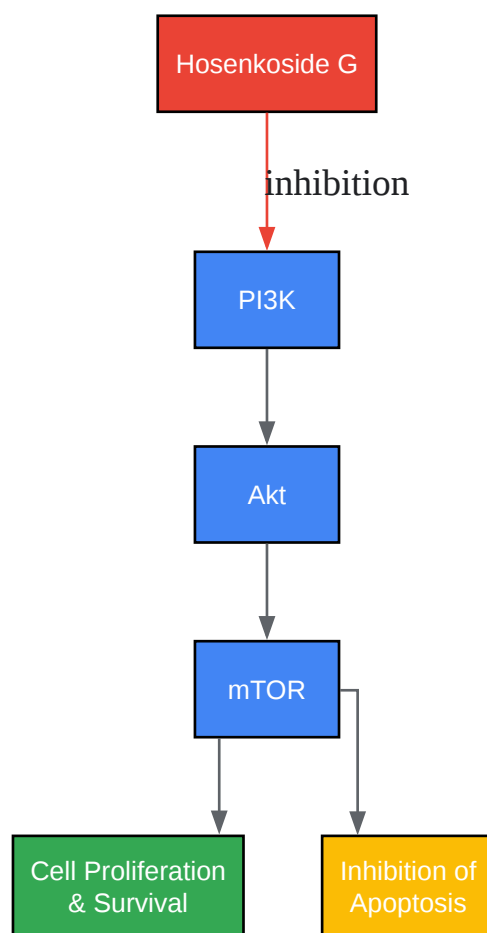 Hosenkoside G
inhibition
PI3K
Akt
mTOR
Cell Proliferation
& Survival
Inhibition of
Apoptosis